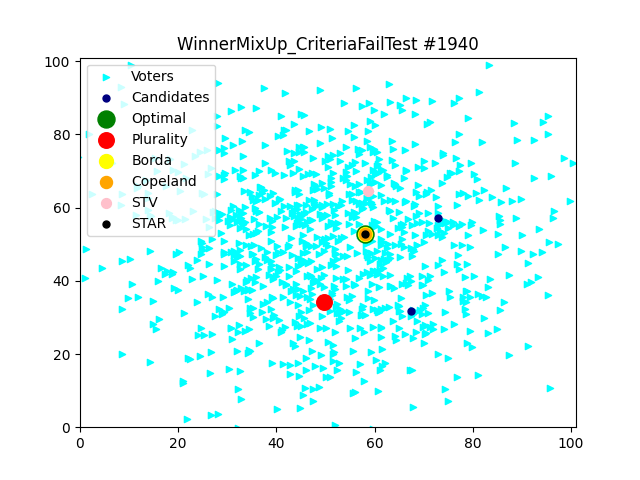 WinnerMixUp_CriteriaFailTest #1940
Voters
Candidates
Optimal
Plurality
Borda
Copeland
STV
STAR
100
80
60
40
20
0
0 20 40 60 80 100